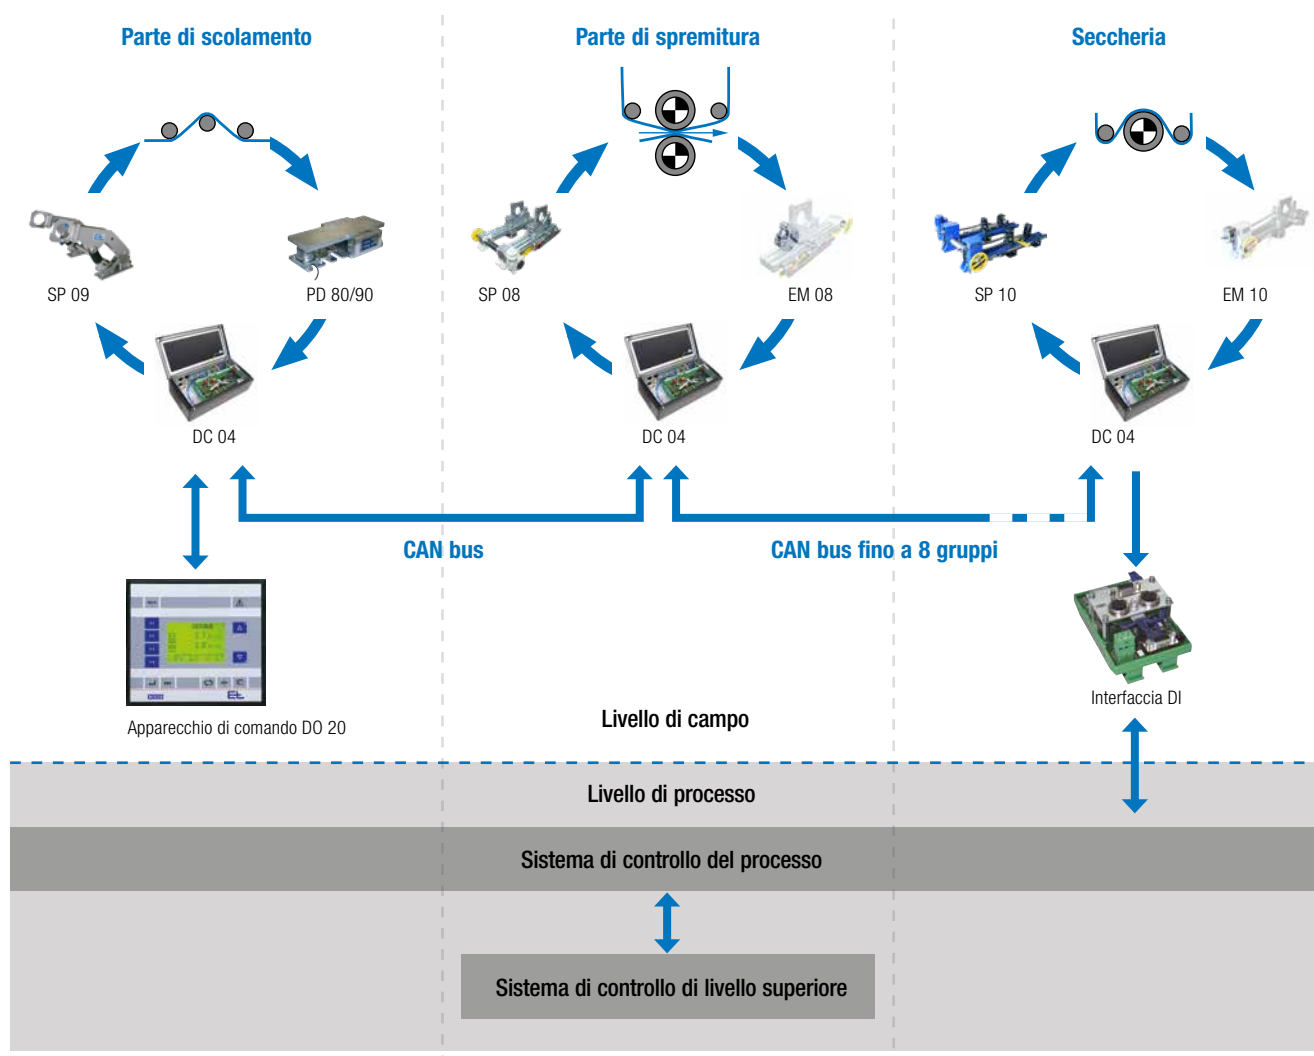 Parte di scolamento
Parte di spremitura
Seccheria
SP 09
PD 80/90
SP 08
EM 08
SP 10
EM 10
DC 04
DC 04
DC 04
CAN bus
CAN bus fino a 8 gruppi
Apparecchio di comando DO 20
Interfaccia DI
Livello di campo
Livello di processo
Sistema di controllo del processo
Sistema di controllo di livello superiore